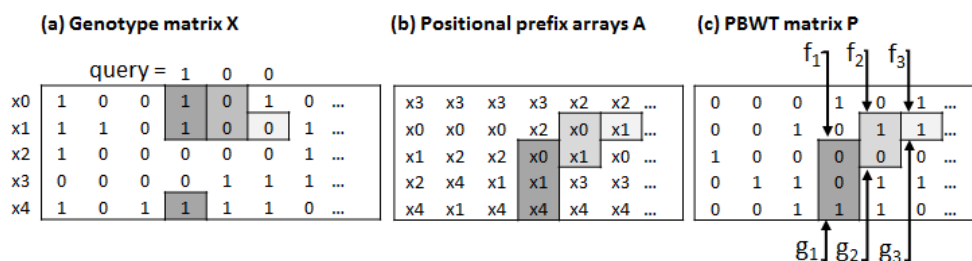 (a) Genotype matrix X (b) Positional prefix arrays A (c) PBWT matrix P
query = 1 0 0 f1 f2 f3
x0 1 0 0 1 0 1 0 ... x3 x3 x3 x3 x2 x2 ... 0 0 0 1 0 1 ...
x1 1 1 0 1 0 0 1 ... x0 x0 x0 x2 x0 x1 ... 0 0 1 0 1 1 ...
x2 1 0 0 0 0 0 1 ... x1 x2 x2 x0 x1 x0 ... 1 0 0 0 0 0 ...
x3 0 0 0 0 1 1 1 ... x2 x4 x1 x1 x3 x3 ... 0 1 1 0 1 1 ...
x4 1 0 1 1 1 1 0 ... x4 x1 x4 x4 x4 x4 ... 0 0 1 1 1 0 ...
g1 g2 g3